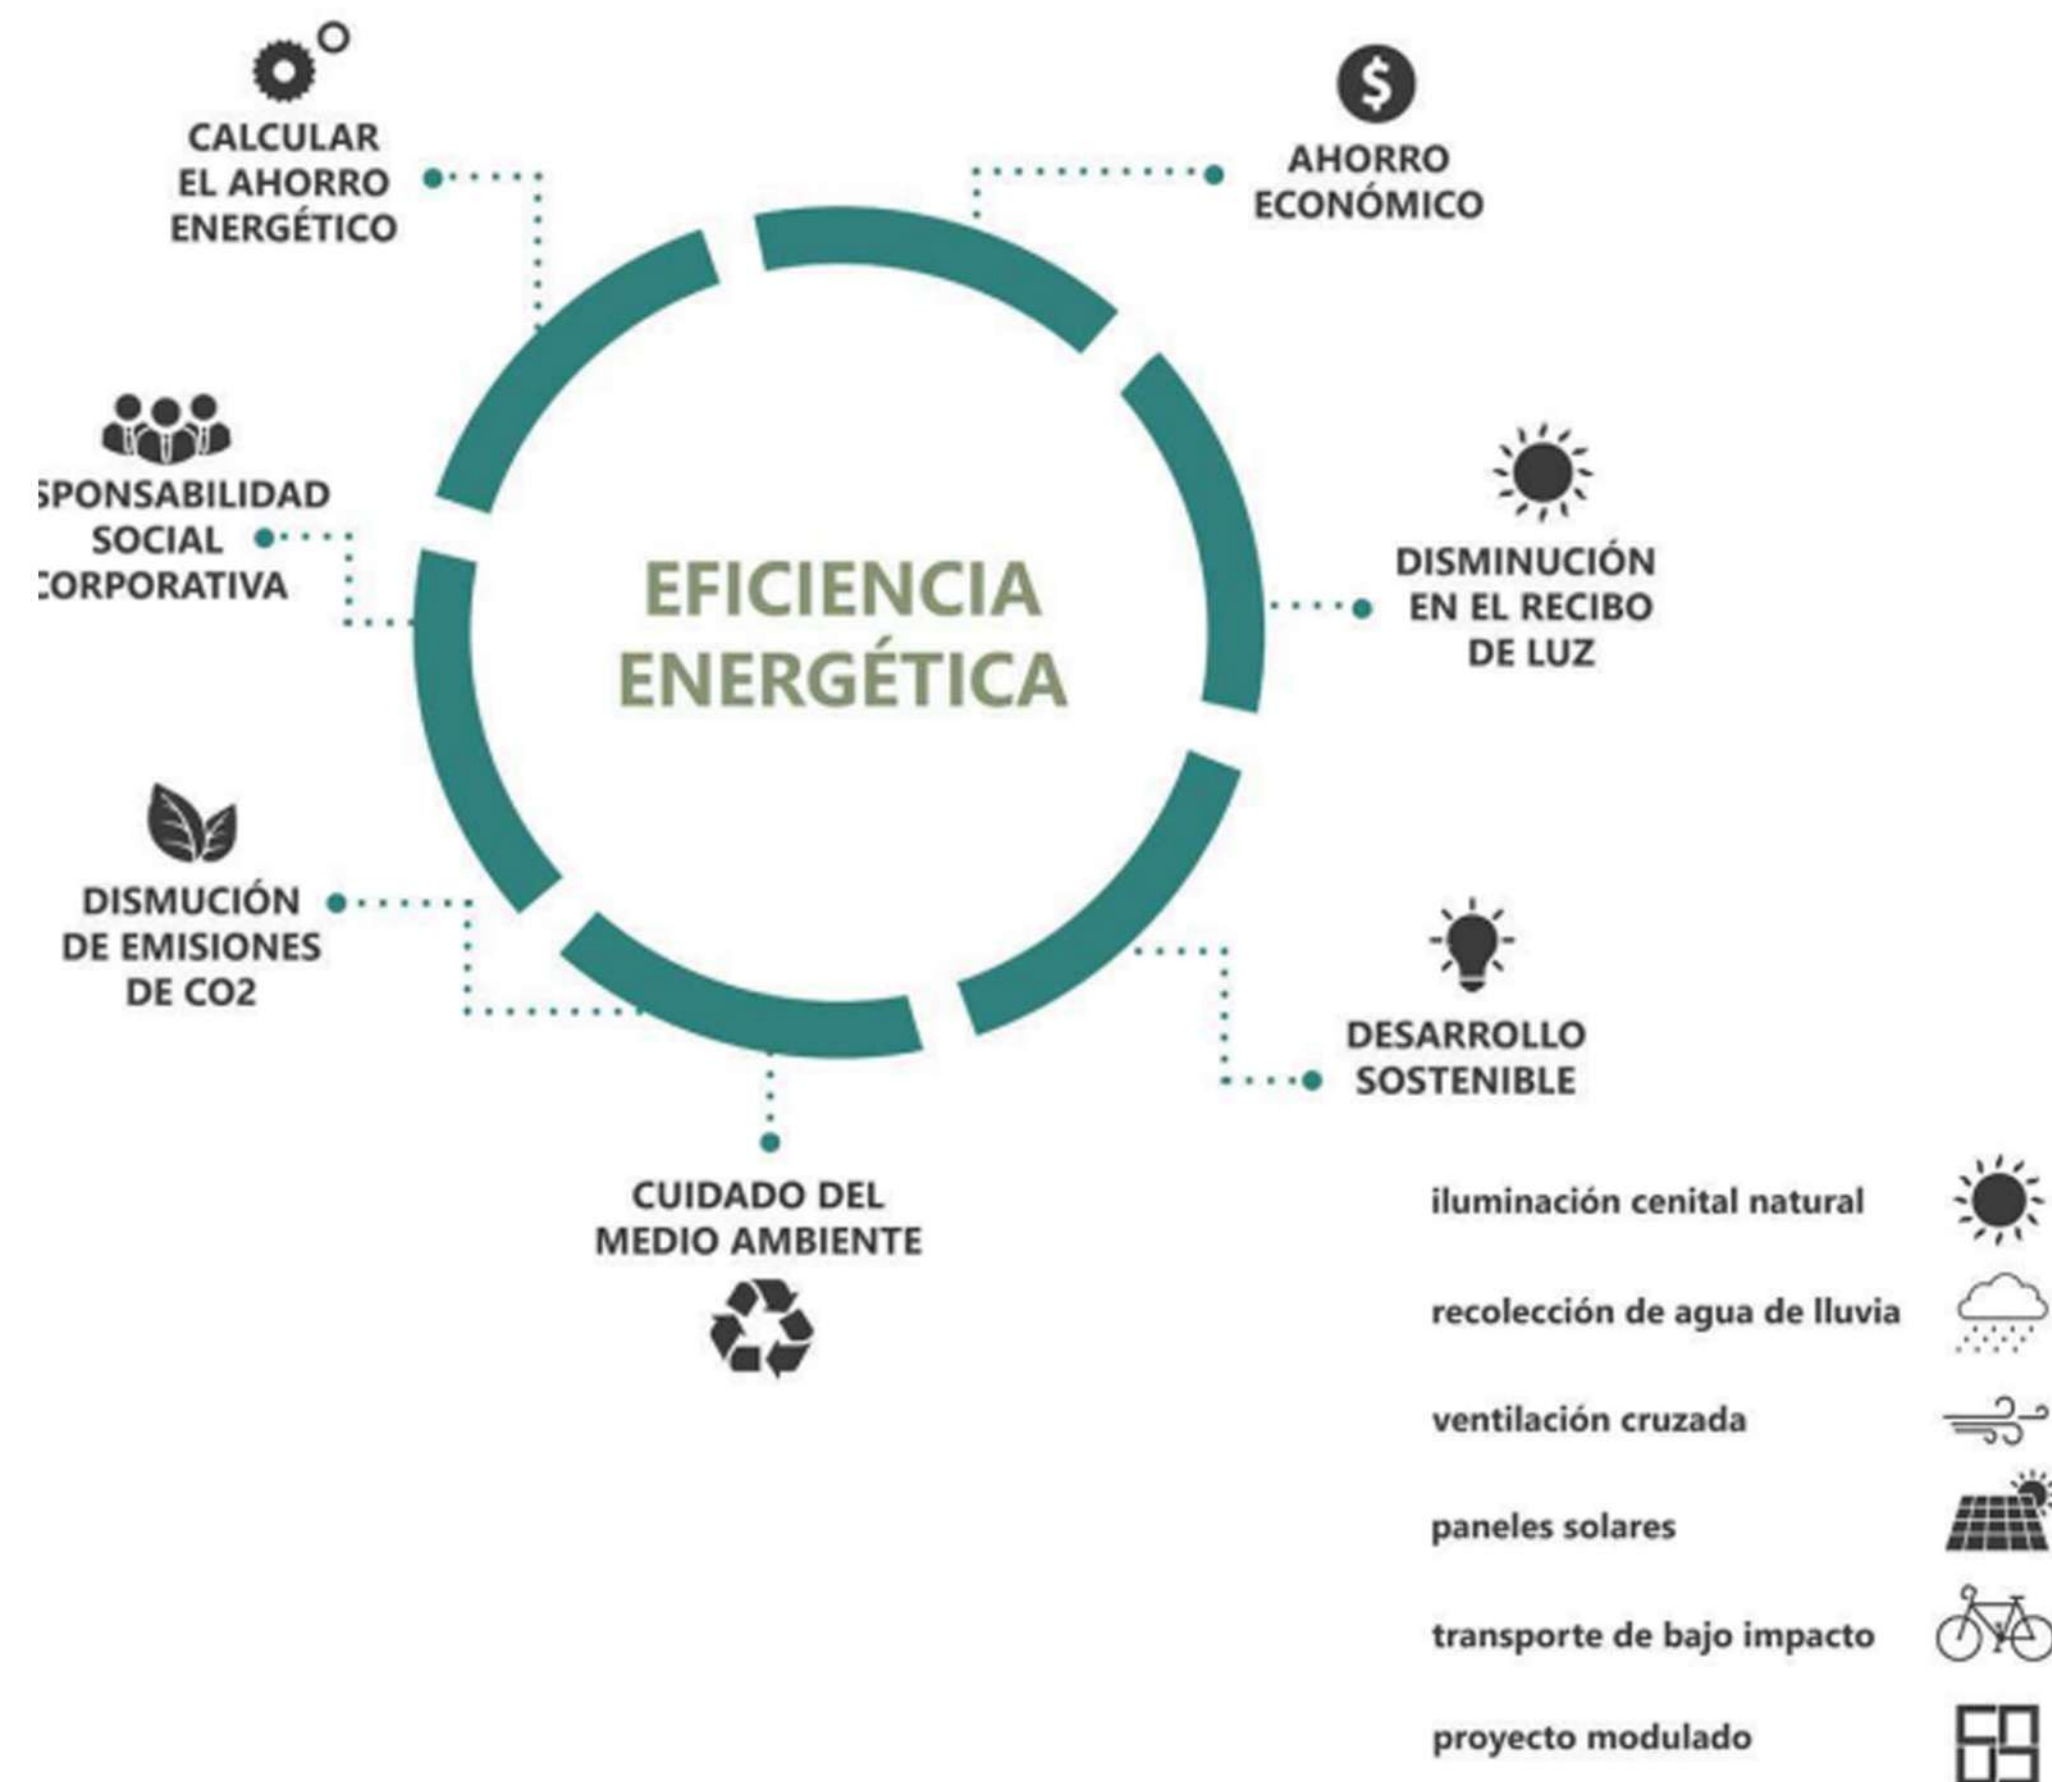 CALCULAR
EL AHORRO
ENERGÉTICO
AHORRO
ECONÓMICO
SPONSABILIDAD
SOCIAL
CORPORATIVA
EFICIENCIA
ENERGÉTICA
DISMINUCIÓN
EN EL RECIBO
DE LUZ
DISMUCIÓN
DE EMISIONES
DE CO2
DESARROLLO
SOSTENIBLE
CUIDADO DEL
MEDIO AMBIENTE
iluminación cenital natural
recolección de agua de lluvia
ventilación cruzada
paneles solares
transporte de bajo impacto
proyecto modulado